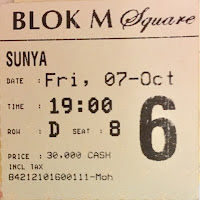 BLOK M Square
SUNYA
DATE : Fri, 07-Oct
TIME : 19:00
ROW : D SEAT : 8
6
PRICE : 30,000 CASH
INCL TAX
84212101600111-Moh